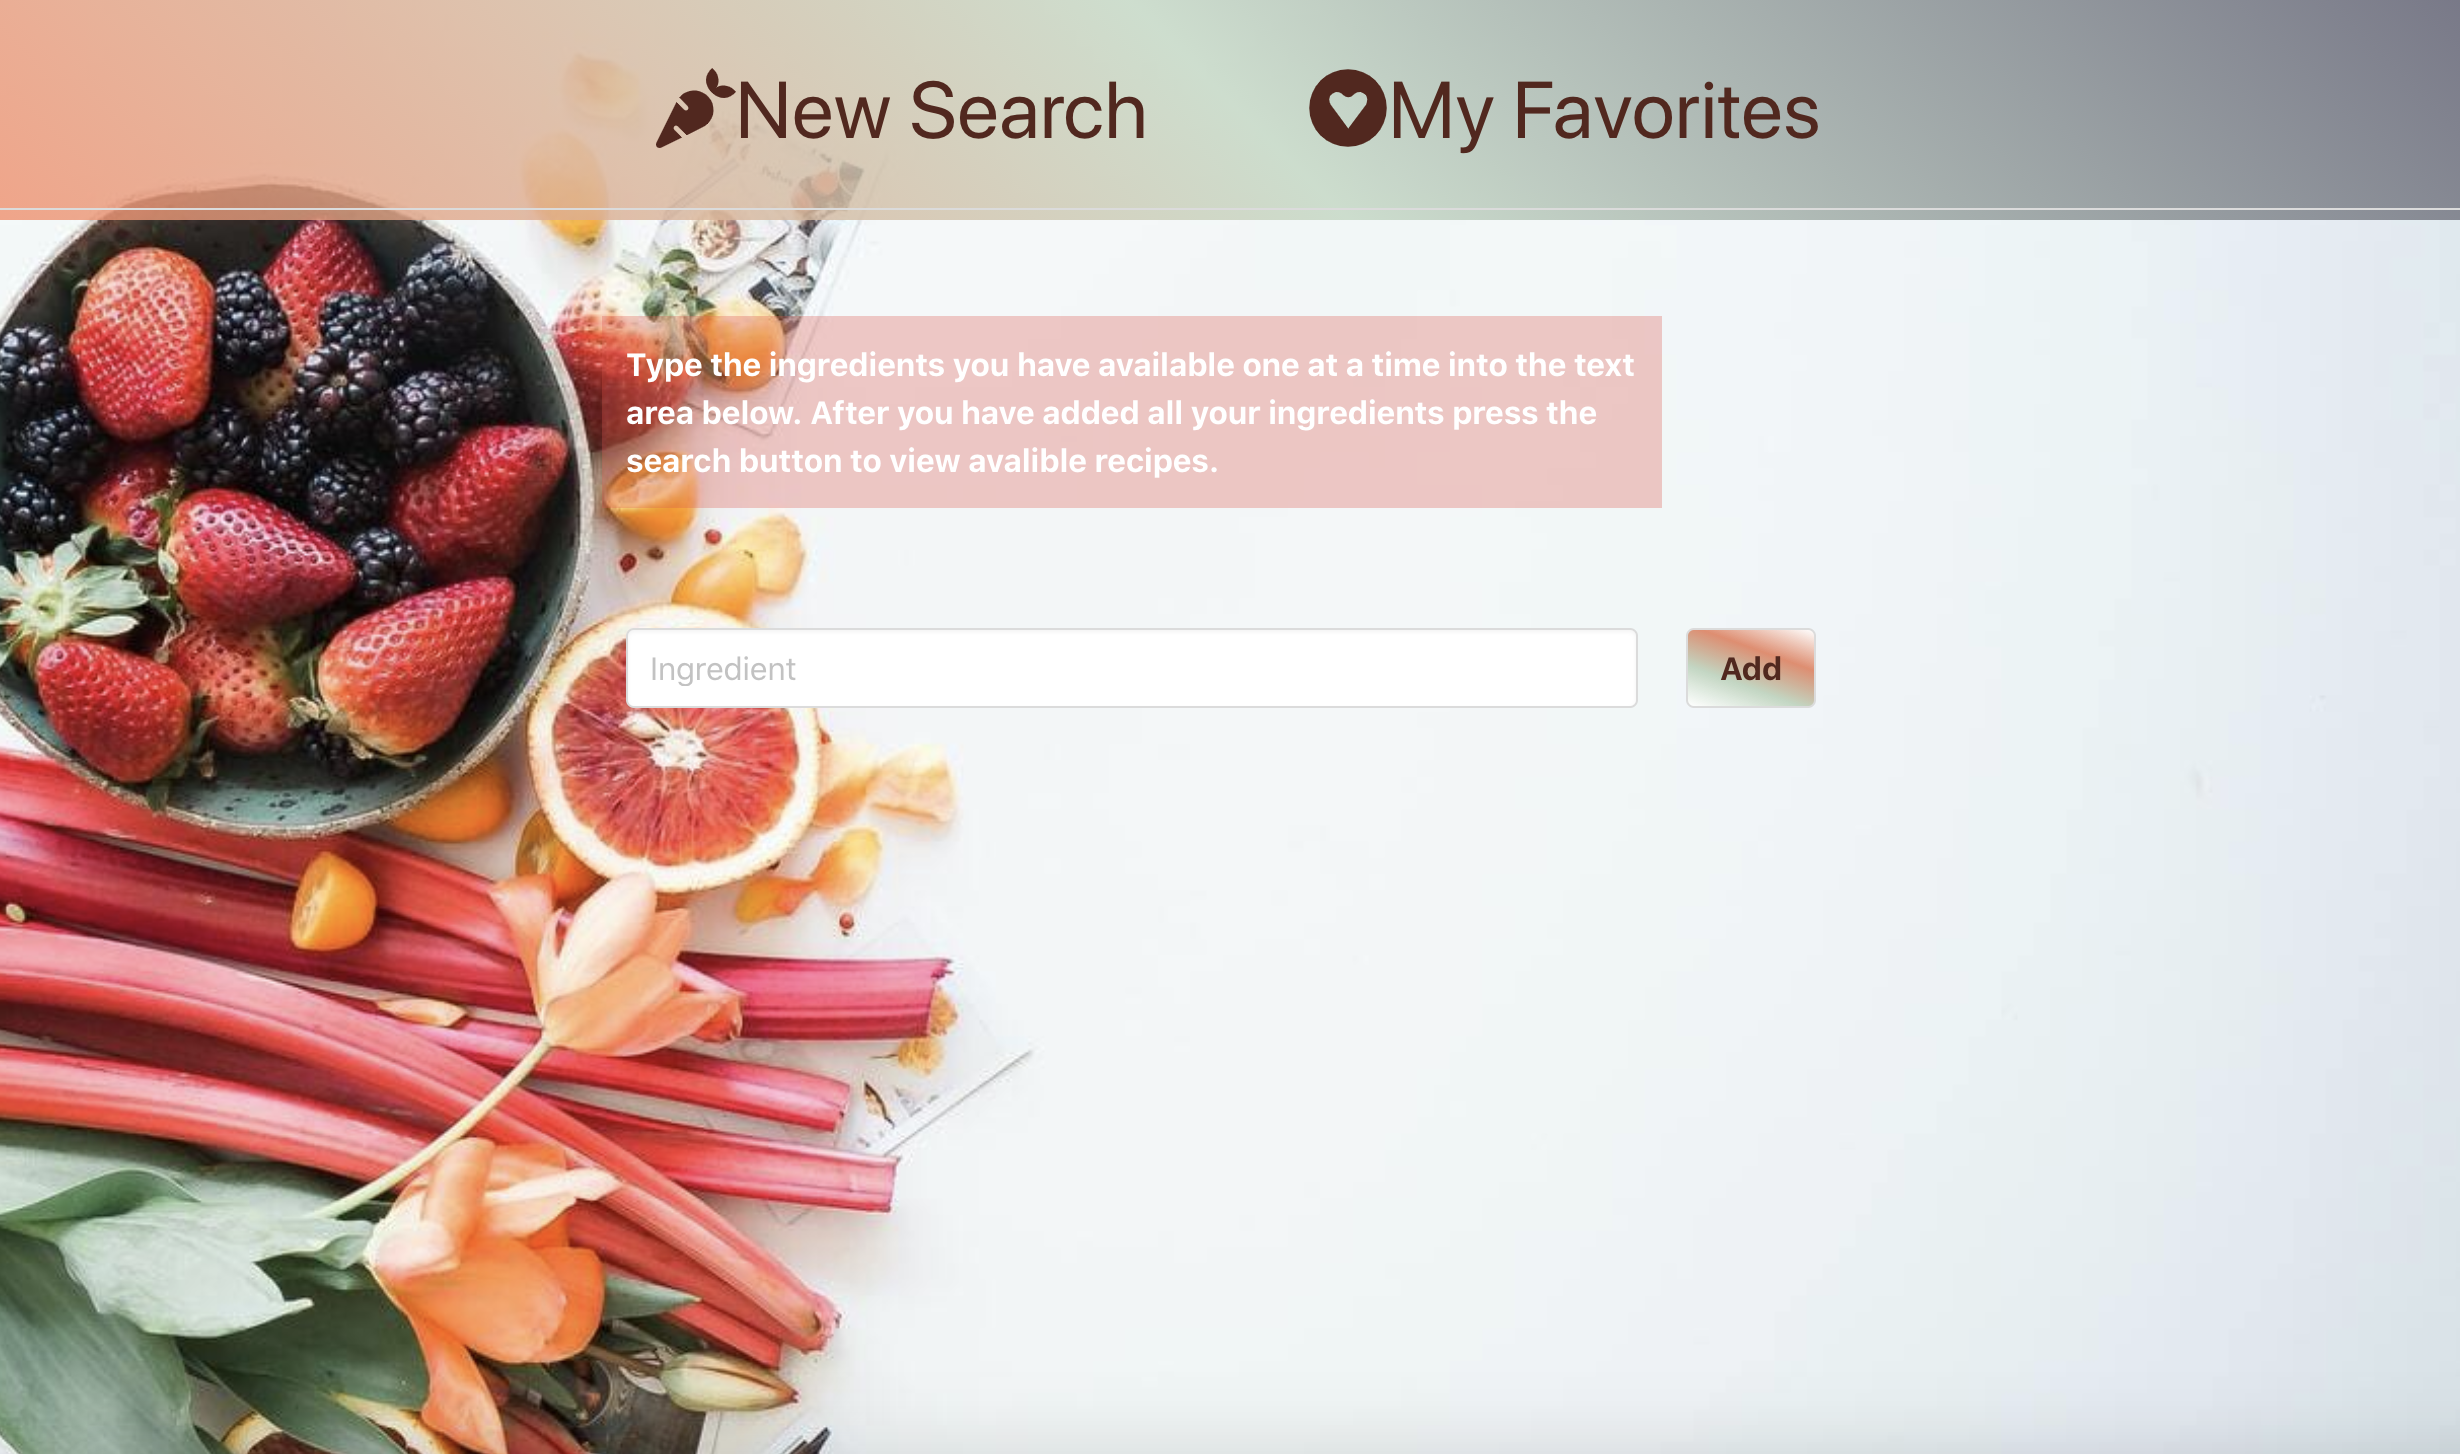 New Search
My Favorites
Type the ingredients you have available one at a time into the text
area below. After you have added all your ingredients press the
search button to view avalible recipes.
Ingredient
Add